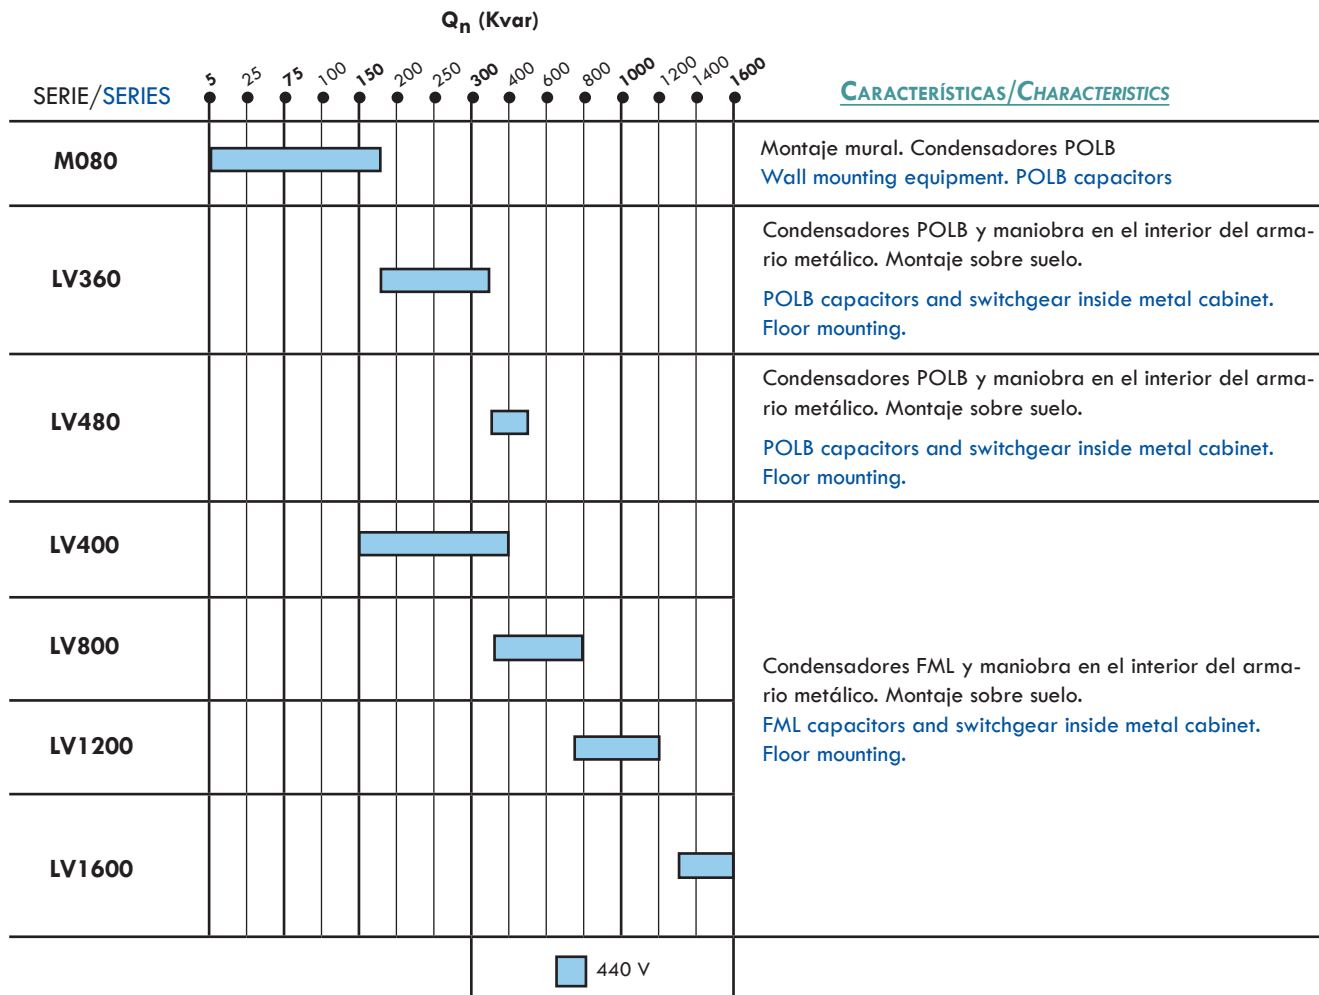 Qn (Kvar)
5 25 75 100 150 200 250 300 400 600 800 1000 1200 1400 1600
SERIE/SERIES
CARACTERÍSTICAS/CHARACTERISTICS
M080
Montaje mural. Condensadores POLB
Wall mounting equipment. POLB capacitors
LV360
Condensadores POLB y maniobra en el interior del arma-
rio metálico. Montaje sobre suelo.
POLB capacitors and switchgear inside metal cabinet.
Floor mounting.
LV480
Condensadores POLB y maniobra en el interior del arma-
rio metálico. Montaje sobre suelo.
POLB capacitors and switchgear inside metal cabinet.
Floor mounting.
LV400
LV800
LV1200
LV1600
Condensadores FML y maniobra en el interior del arma-
rio metálico. Montaje sobre suelo.
FML capacitors and switchgear inside metal cabinet.
Floor mounting.
440 V